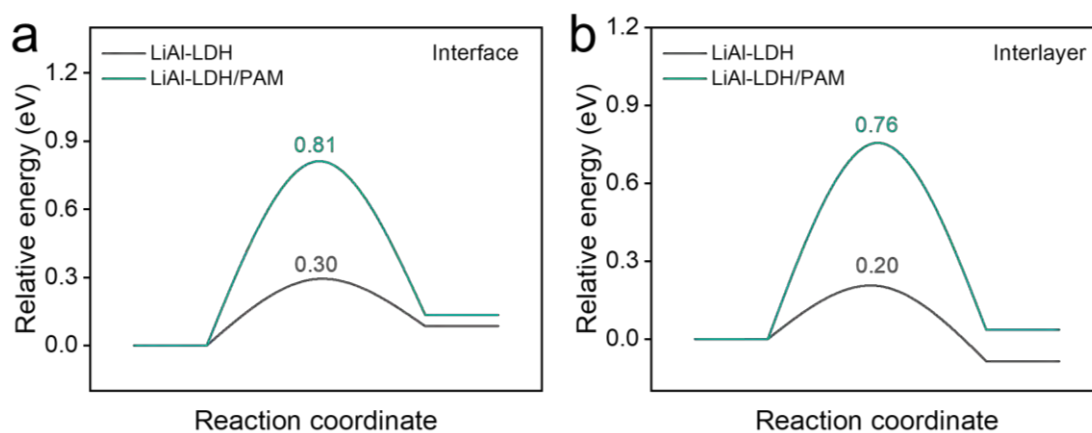 a
LiAl-LDH
LiAl-LDH/PAM
Interface
1.2
0.9
0.6
0.3
0.0
0.81
0.30
Relative energy (eV)
Reaction coordinate
b
LiAl-LDH
LiAl-LDH/PAM
Interlayer
1.2
0.9
0.6
0.3
0.0
0.76
0.20
Relative energy (eV)
Reaction coordinate